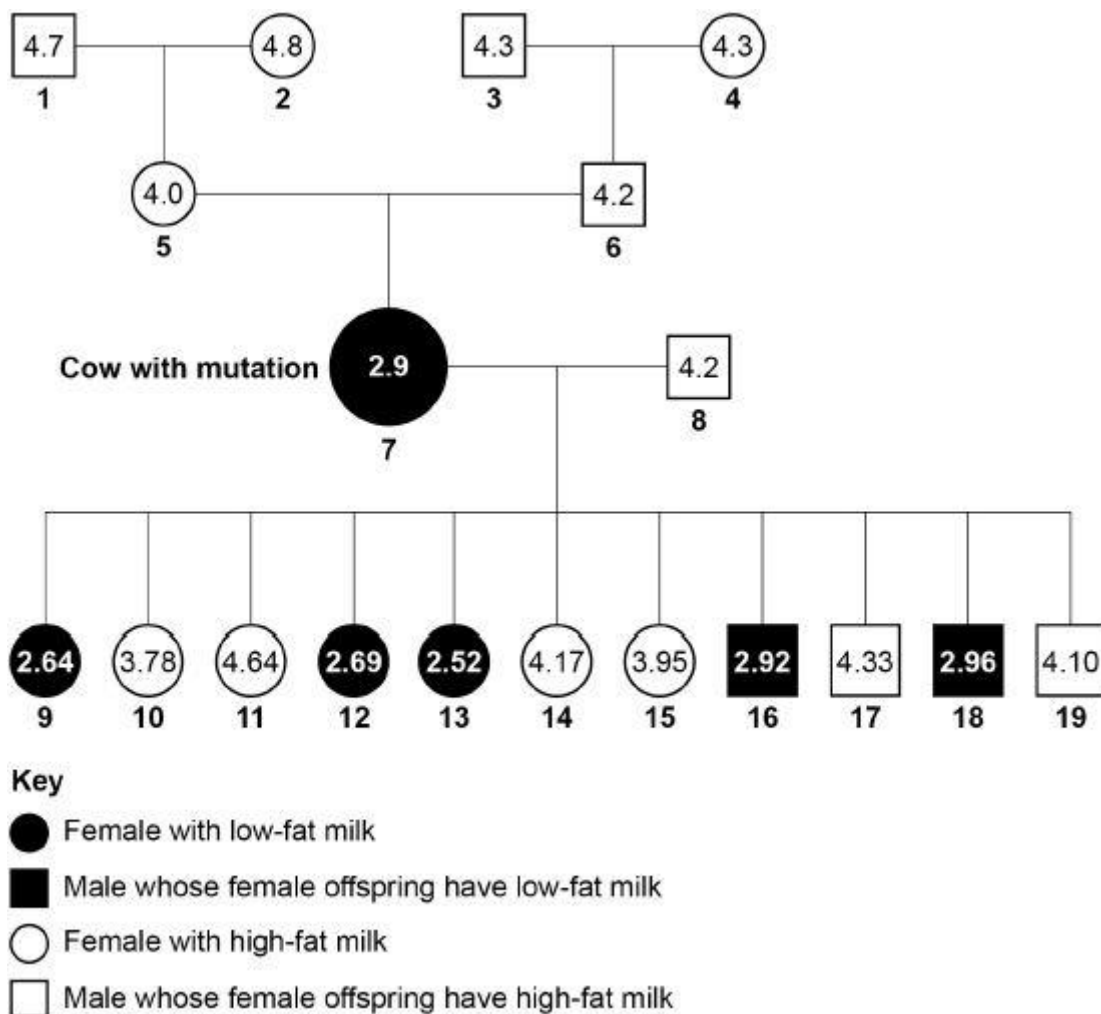 4.7 4.8 4.3 4.3
1 2 3 4
4.0 4.2
5 6
Cow with mutation 2.9 4.2
7 8
2.64 3.78 4.64 2.69 2.52 4.17 3.95 2.92 4.33 2.96 4.10
9 10 11 12 13 14 15 16 17 18 19
Key
Female with low-fat milk
Male whose female offspring have low-fat milk
Female with high-fat milk
Male whose female offspring have high-fat milk